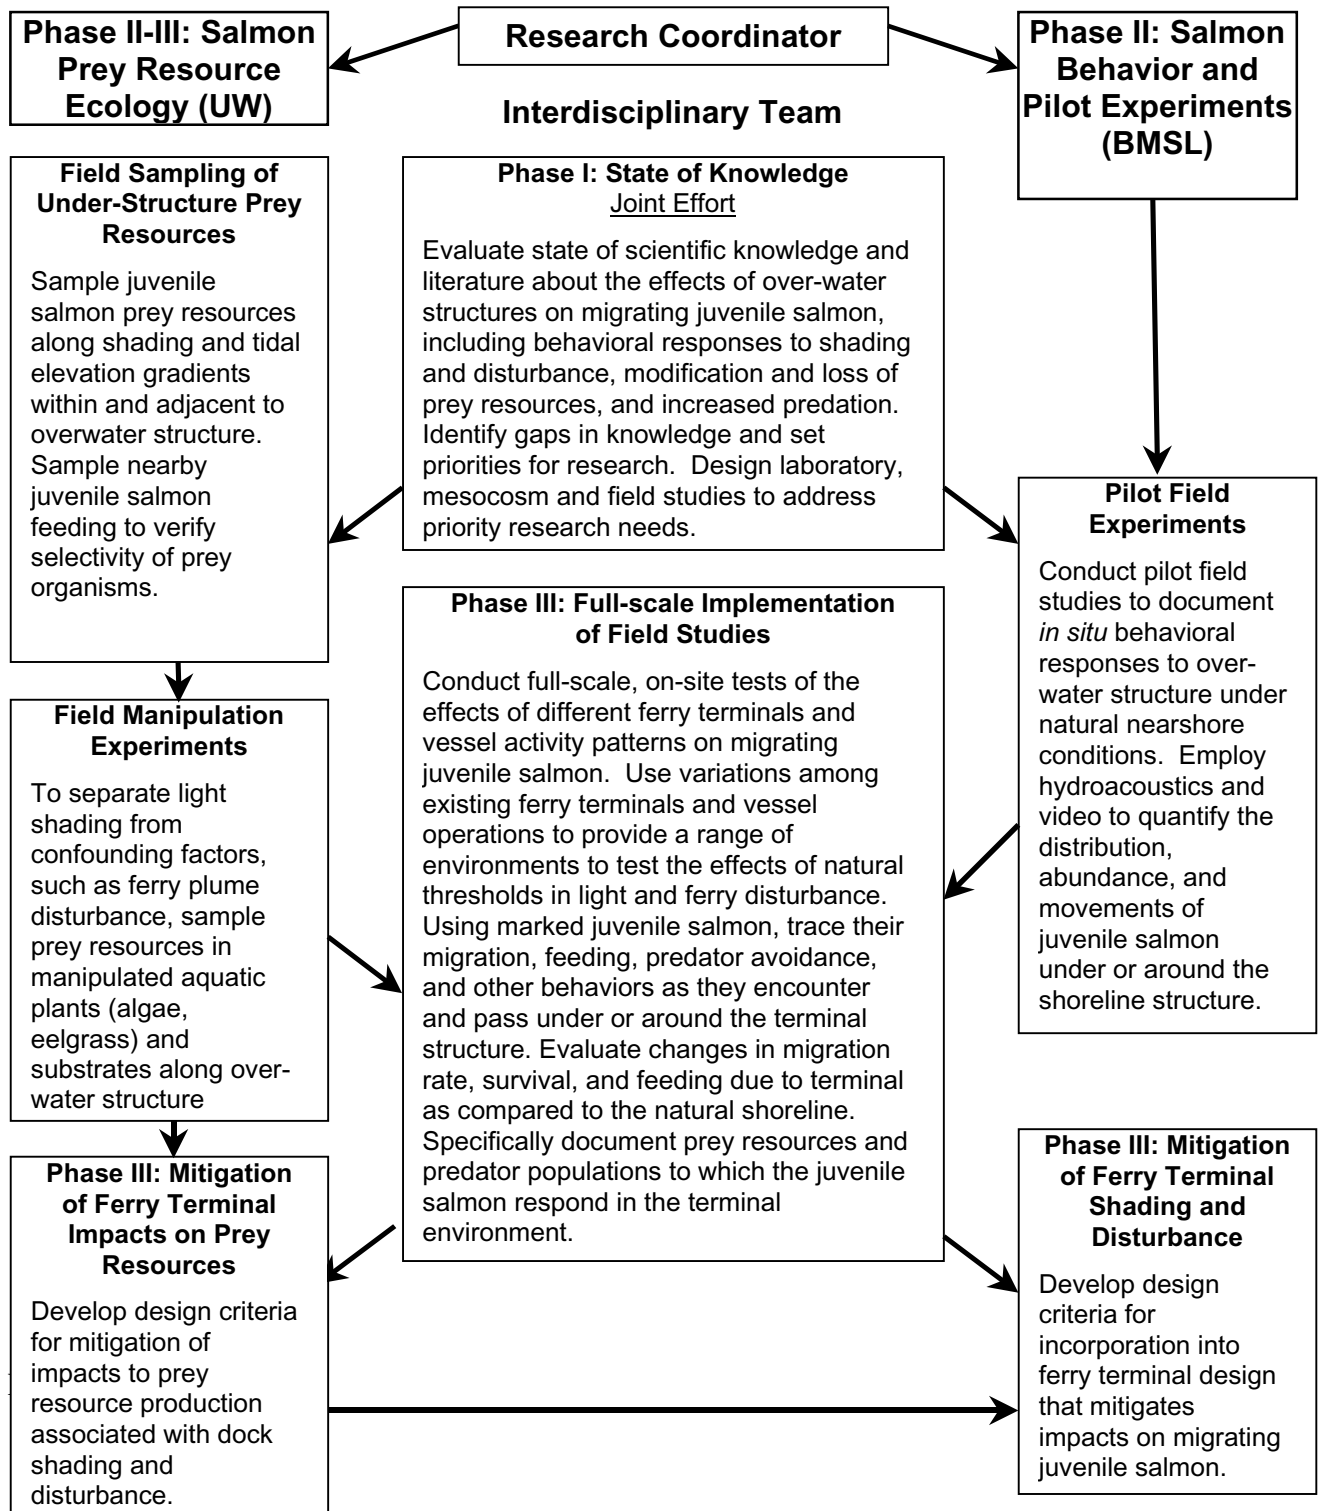 Phase II-III: Salmon
Prey Resource
Ecology (UW)
Research Coordinator
Interdisciplinary Team
Phase II: Salmon
Behavior and
Pilot Experiments
(BMSL)
Field Sampling of
Under-Structure Prey
Resources
Sample juvenile
salmon prey resources
along shading and tidal
elevation gradients
within and adjacent to
overwater structure.
Sample nearby
juvenile salmon
feeding to verify
selectivity of prey
organisms.
Phase I: State of Knowledge
Joint Effort
Evaluate state of scientific knowledge and
literature about the effects of over-water
structures on migrating juvenile salmon,
including behavioral responses to shading
and disturbance, modification and loss of
prey resources, and increased predation.
Identify gaps in knowledge and set
priorities for research.  Design laboratory,
mesocosm and field studies to address
priority research needs.
Pilot Field
Experiments
Conduct pilot field
studies to document
in situ behavioral
responses to over-
water structure under
natural nearshore
conditions.  Employ
hydroacoustics and
video to quantify the
distribution,
abundance, and
movements of
juvenile salmon
under or around the
shoreline structure.
Field Manipulation
Experiments
To separate light
shading from
confounding factors,
such as ferry plume
disturbance, sample
prey resources in
manipulated aquatic
plants (algae,
eelgrass) and
substrates along over-
water structure
Phase III: Full-scale Implementation
of Field Studies
Conduct full-scale, on-site tests of the
effects of different ferry terminals and
vessel activity patterns on migrating
juvenile salmon.  Use variations among
existing ferry terminals and vessel
operations to provide a range of
environments to test the effects of natural
thresholds in light and ferry disturbance.
Using marked juvenile salmon, trace their
migration, feeding, predator avoidance,
and other behaviors as they encounter
and pass under or around the terminal
structure. Evaluate changes in migration
rate, survival, and feeding due to terminal
as compared to the natural shoreline.
Specifically document prey resources and
predator populations to which the juvenile
salmon respond in the terminal
environment.
Phase III: Mitigation
of Ferry Terminal
Impacts on Prey
Resources
Develop design criteria
for mitigation of
impacts to prey
resource production
associated with dock
shading and
disturbance.
Phase III: Mitigation
of Ferry Terminal
Shading and
Disturbance
Develop design
criteria for
incorporation into
ferry terminal design
that mitigates
impacts on migrating
juvenile salmon.